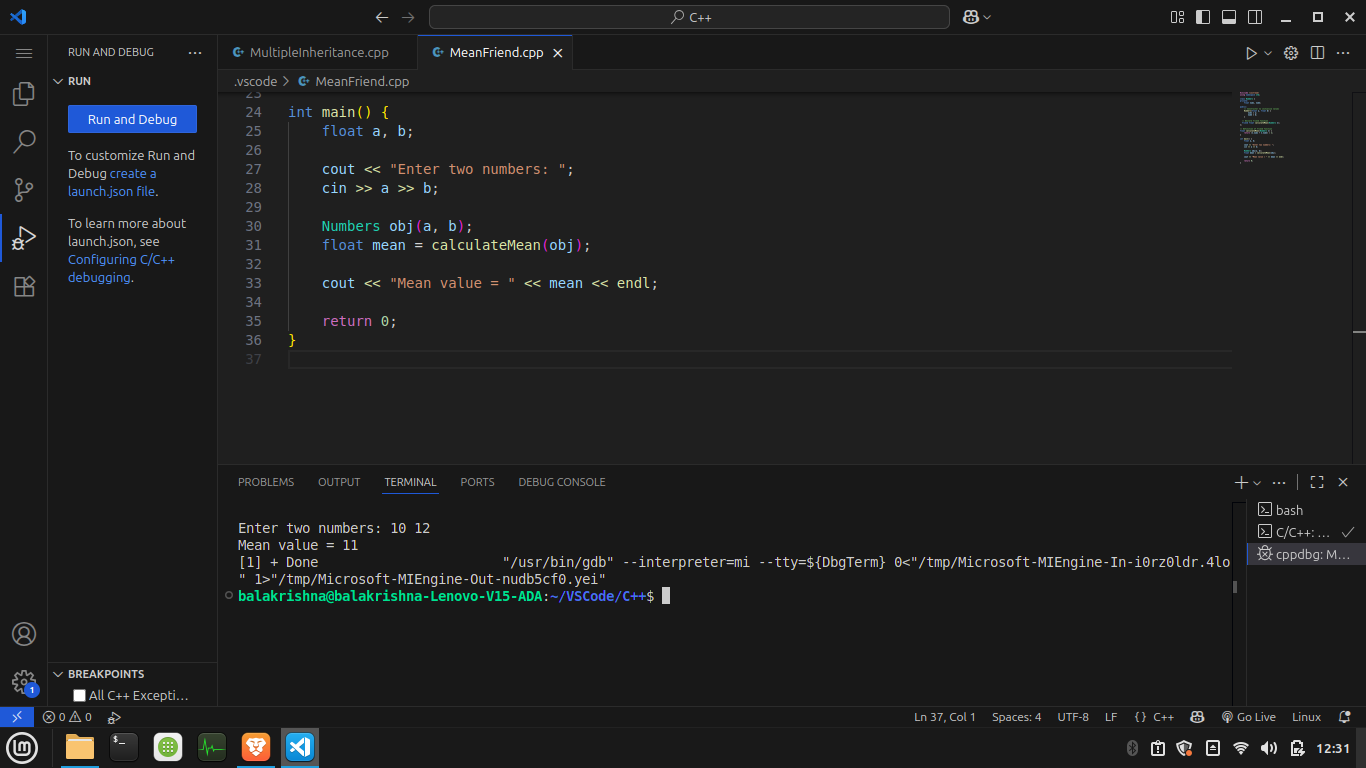 C++
RUN AND DEBUG ...
RUN
Run and Debug
To customize Run and
Debug create a
launch.json file.
To learn more about
launch.json, see
Configuring C/C++
debugging.
BREAKPOINTS
All C++ Excepti...
MultipleInheritance.cpp
MeanFriend.cpp
.vscode > MeanFriend.cpp
23
24 int main() {
25 float a, b;
26
27 cout << "Enter two numbers: ";
28 cin >> a >> b;
29
30 Numbers obj(a, b);
31 float mean = calculateMean(obj);
32
33 cout << "Mean value = " << mean << endl;
34
35 return 0;
36 }
37
PROBLEMS OUTPUT TERMINAL PORTS DEBUG CONSOLE
Enter two numbers: 10 12
Mean value = 11
[1] + Done "/usr/bin/gdb" --interpreter=mi --tty=${DbgTerm} 0<"/tmp/Microsoft-MIEngine-In-i0rz0ldr.4lo
" 1>"/tmp/Microsoft-MIEngine-Out-nudb5cf0.yei"
balakrishna@balakrishna-Lenovo-V15-ADA:~/VSCode/C++$
bash
C/C++: ...
cppdbg: M...
1
0 0
Ln 37, Col 1 Spaces: 4 UTF-8 LF {} C++ Go Live Linux
12:31